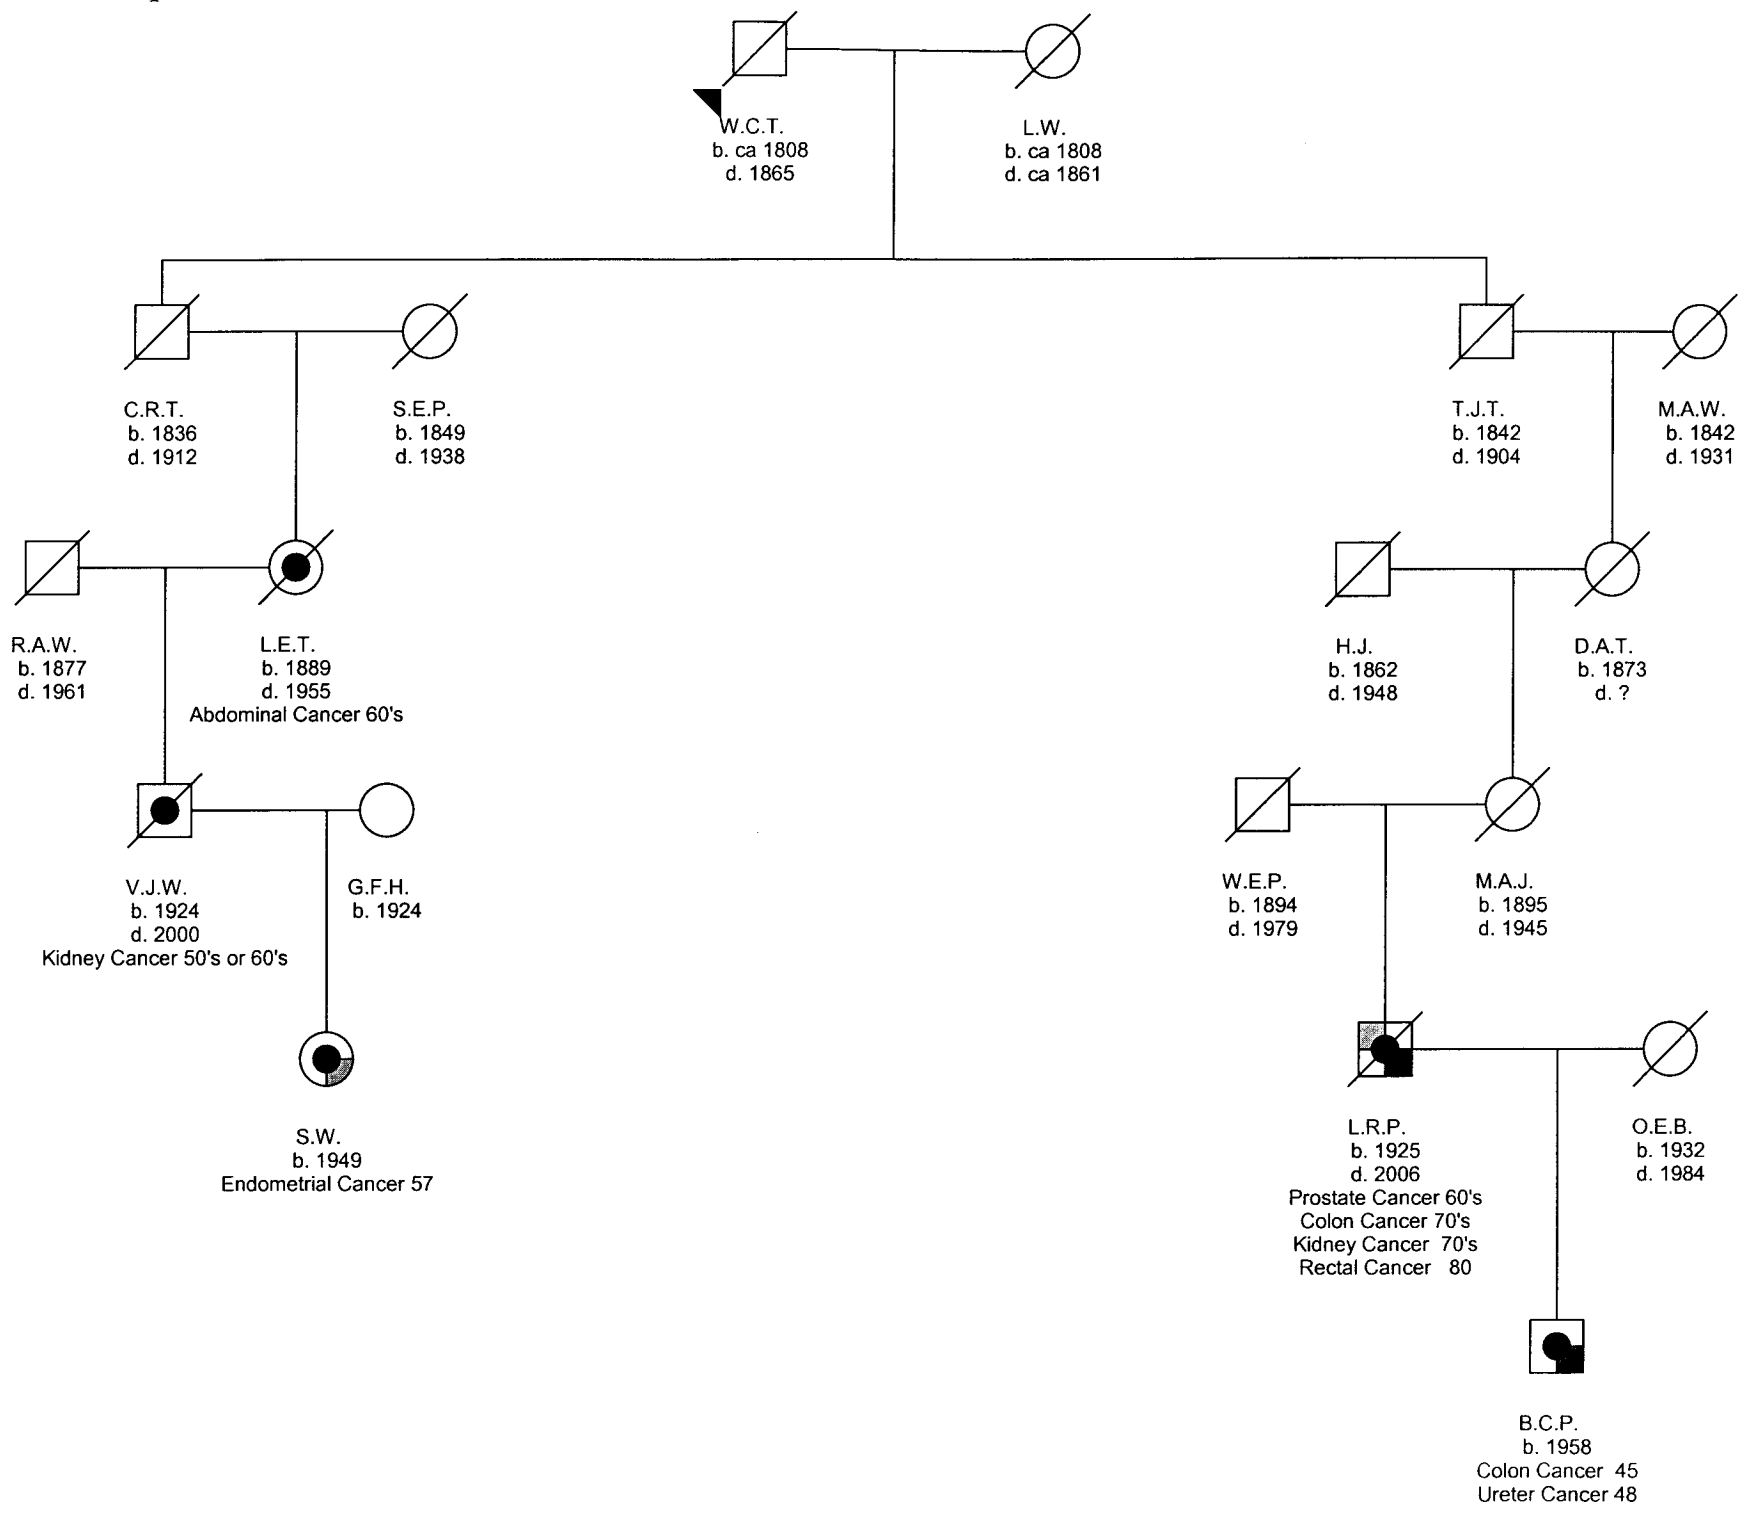 W.C.T.
b. ca 1808
d. 1865
L.W.
b. ca 1808
d. ca 1861
C.R.T.
b. 1836
d. 1912
S.E.P.
b. 1849
d. 1938
T.J.T.
b. 1842
d. 1904
M.A.W.
b. 1842
d. 1931
R.A.W.
b. 1877
d. 1961
L.E.T.
b. 1889
d. 1955
Abdominal Cancer 60's
H.J.
b. 1862
d. 1948
D.A.T.
b. 1873
d. ?
V.J.W.
b. 1924
d. 2000
Kidney Cancer 50's or 60's
G.F.H.
b. 1924
W.E.P.
b. 1894
d. 1979
M.A.J.
b. 1895
d. 1945
S.W.
b. 1949
Endometrial Cancer 57
L.R.P.
b. 1925
d. 2006
Prostate Cancer 60's
Colon Cancer 70's
Kidney Cancer 70's
Rectal Cancer 80
O.E.B.
b. 1932
d. 1984
B.C.P.
b. 1958
Colon Cancer 45
Ureter Cancer 48